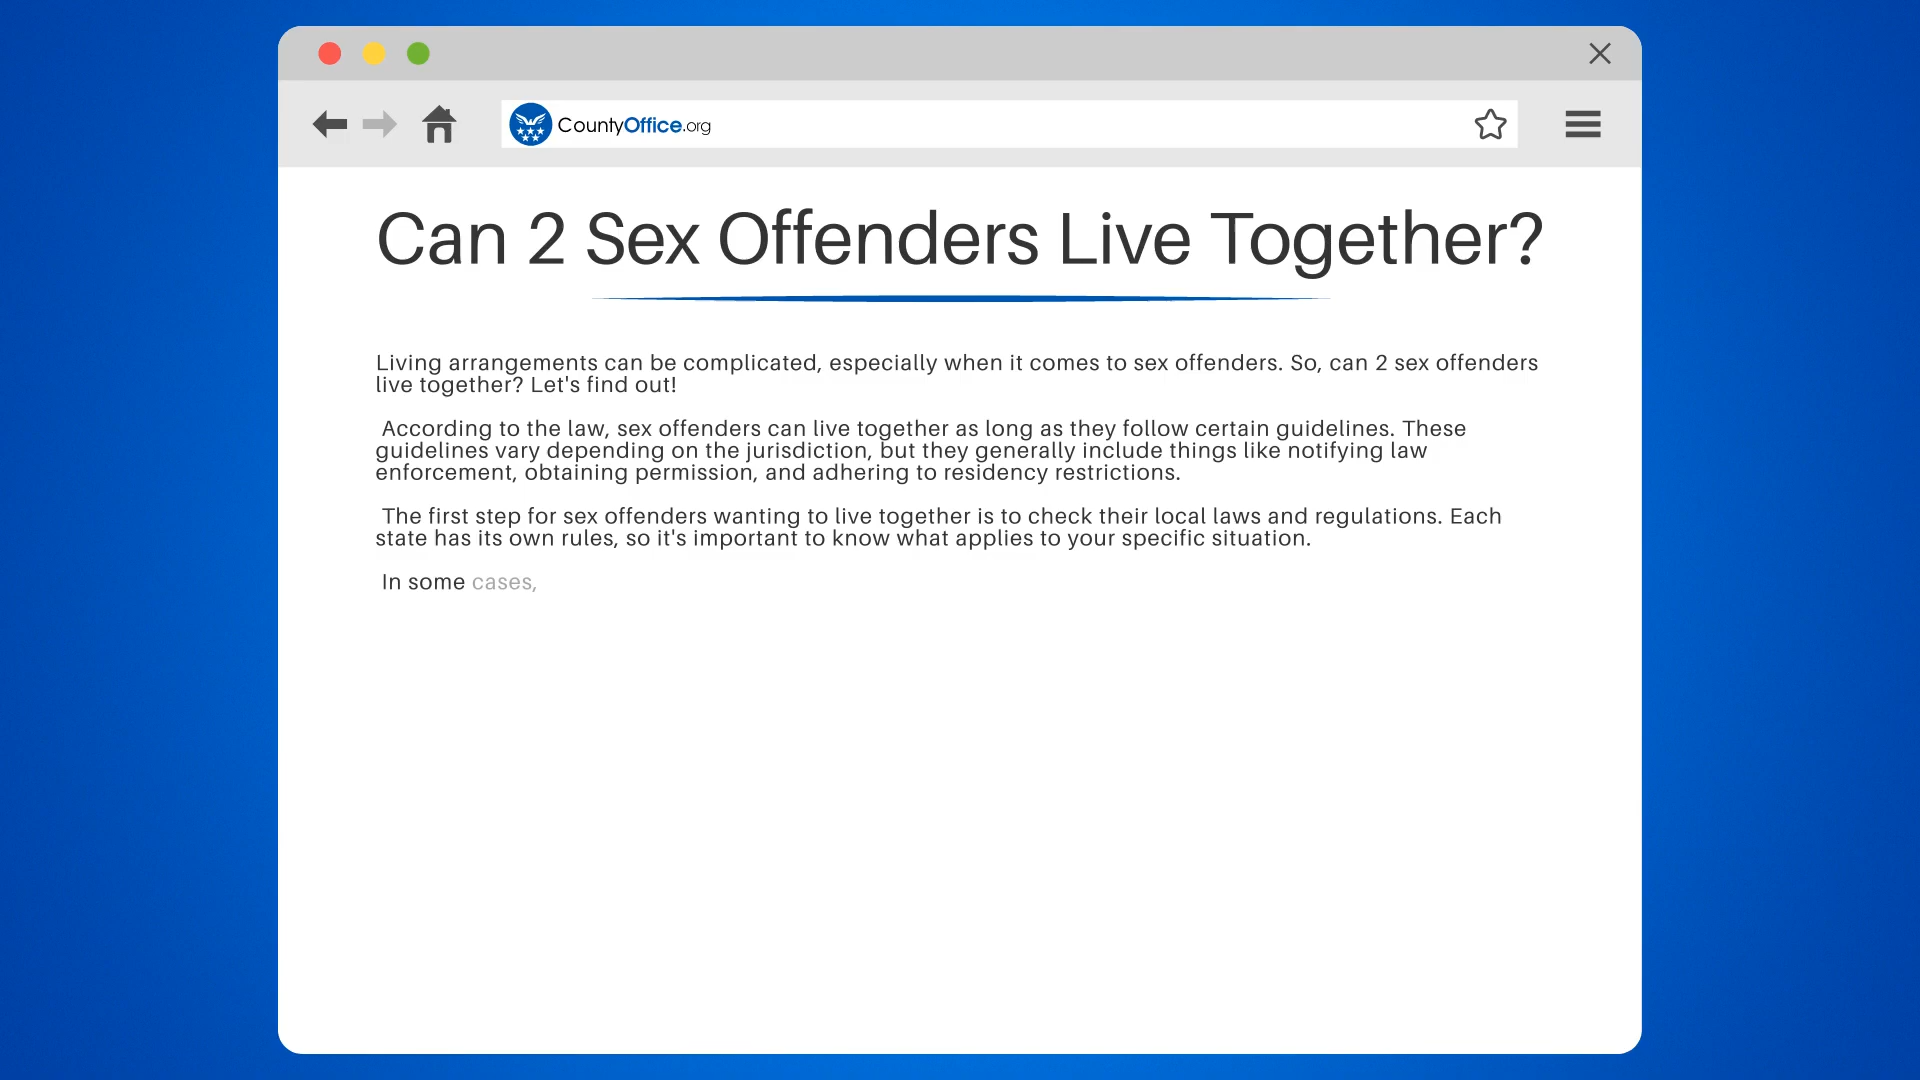 CountyOffice.org
Can 2 Sex Offenders Live Together?
Living arrangements can be complicated, especially when it comes to sex offenders. So, can 2 sex offenders
live together? Let's find out!
According to the law, sex offenders can live together as long as they follow certain guidelines. These
guidelines vary depending on the jurisdiction, but they generally include things like notifying law
enforcement, obtaining permission, and adhering to residency restrictions.
The first step for sex offenders wanting to live together is to check their local laws and regulations. Each
state has its own rules, so it's important to know what applies to your specific situation.
In some cases,